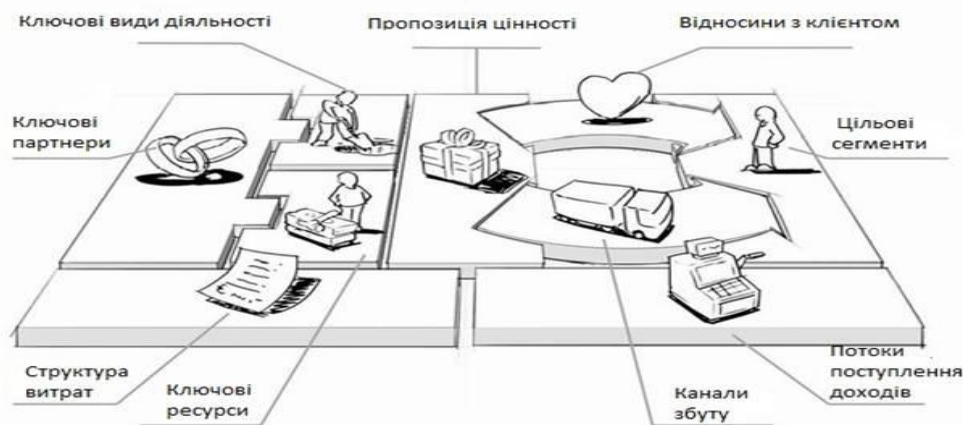 Ключові види діяльності
Пропозиція цінності
Відносини з клієнтом
Ключові
партнери
Цільові
сегменти
Структура
витрат
Ключові
ресурси
Канали
збуту
Потоки
поступлення
доходів